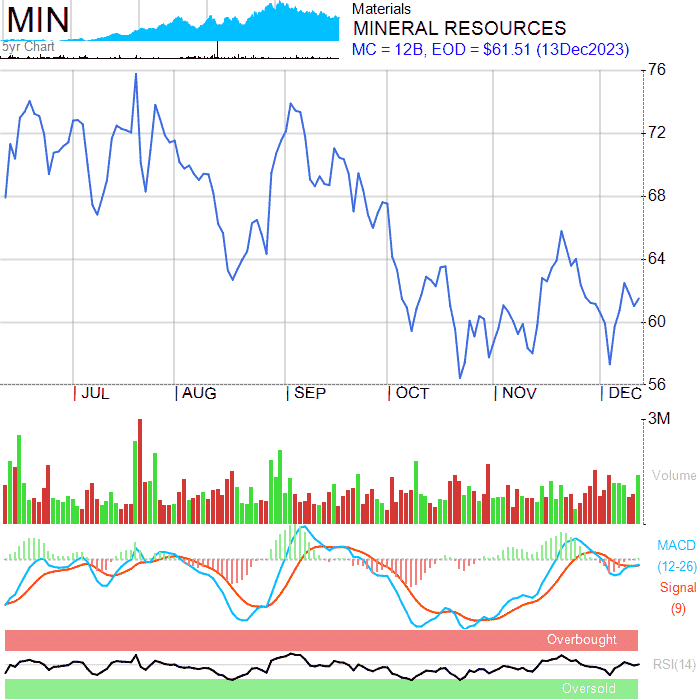 MIN
5yr Chart
Materials
MINERAL RESOURCES
MC = 12B, EOD = $61.51 (13Dec2023)
76
72
68
64
60
56
JUL
AUG
SEP
OCT
NOV
DEC
3M
Volume
MACD
(12-26)
Signal
(9)
Overbought
RSI(14)
Oversold